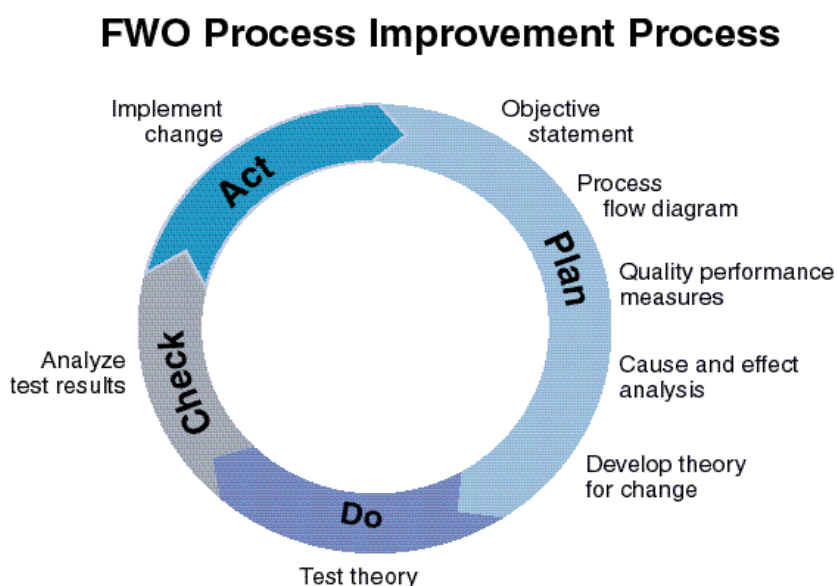 FWO Process Improvement Process
Implement
change
Objective
statement
Act
Process
flow diagram
Plan
Quality performance
measures
Check
Analyze
test results
Cause and effect
analysis
Develop theory
for change
Do
Test theory